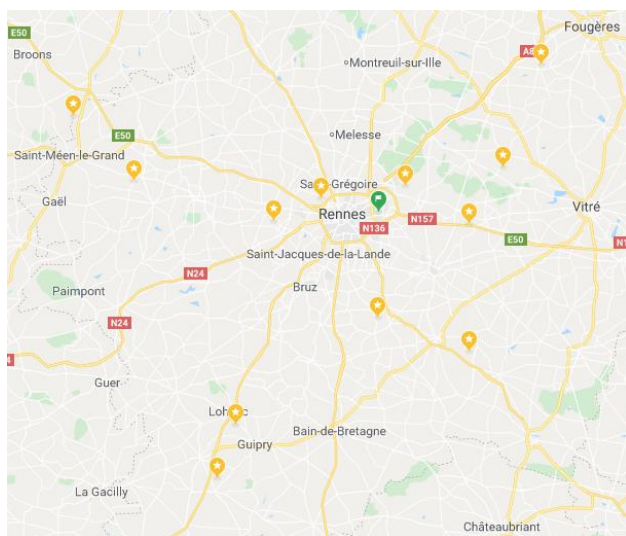 Fougères
E50
A8
Broons
Montreuil-sur-Ille
E50
Melesse
Saint-Méen-le-Grand
Grégoire
Gaël
Rennes
N157
Vitré
N136
E50
N1
Saint-Jacques-de-la-Lande
N24
Bruz
Paimpont
N24
Guer
Bain-de-Bretagne
Guipry
La Gacilly
Châteaubriant